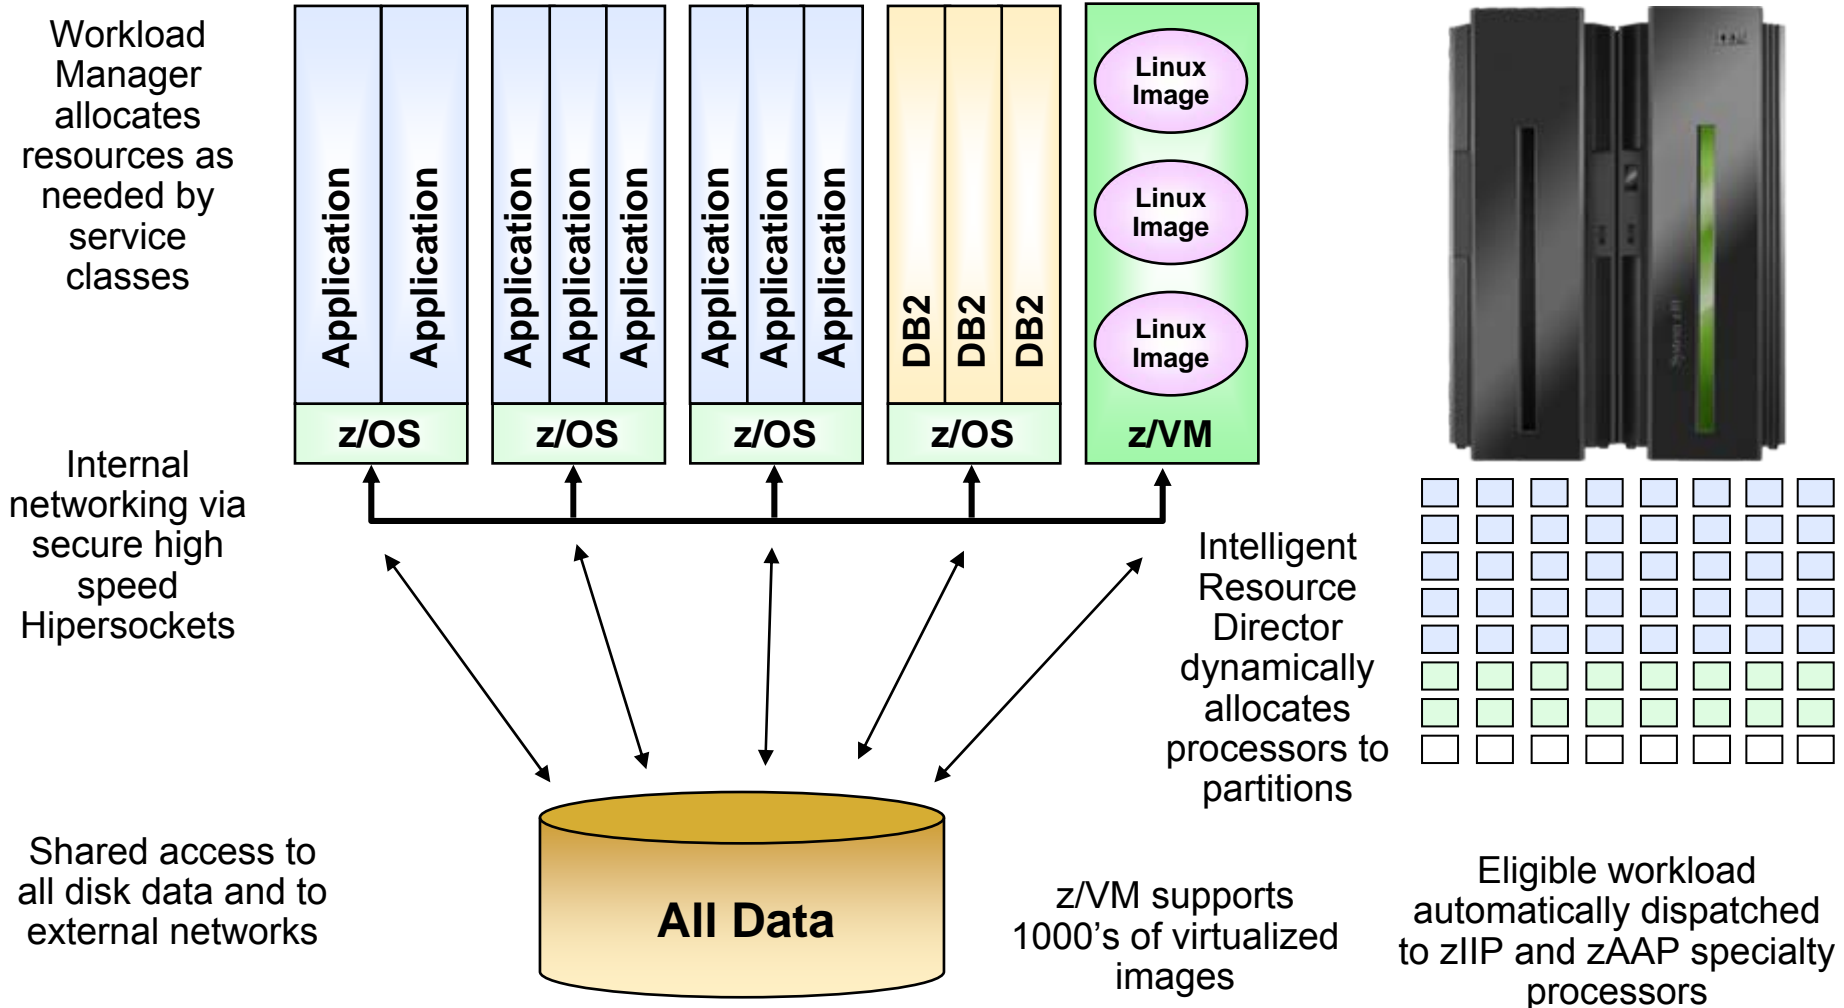 Workload
Manager
allocates
resources as
needed by
service
classes
Application
Application
z/OS
Application
Application
Application
z/OS
Application
Application
Application
z/OS
DB2
DB2
DB2
z/OS
Linux
Image
Linux
Image
Linux
Image
z/VM
Internal
networking via
secure high
speed
Hipersockets
Intelligent
Resource
Director
dynamically
allocates
processors to
partitions
Shared access to
all disk data and to
external networks
All Data
z/VM supports
1000’s of virtualized
images
Eligible workload
automatically dispatched
to zIIP and zAAP specialty
processors